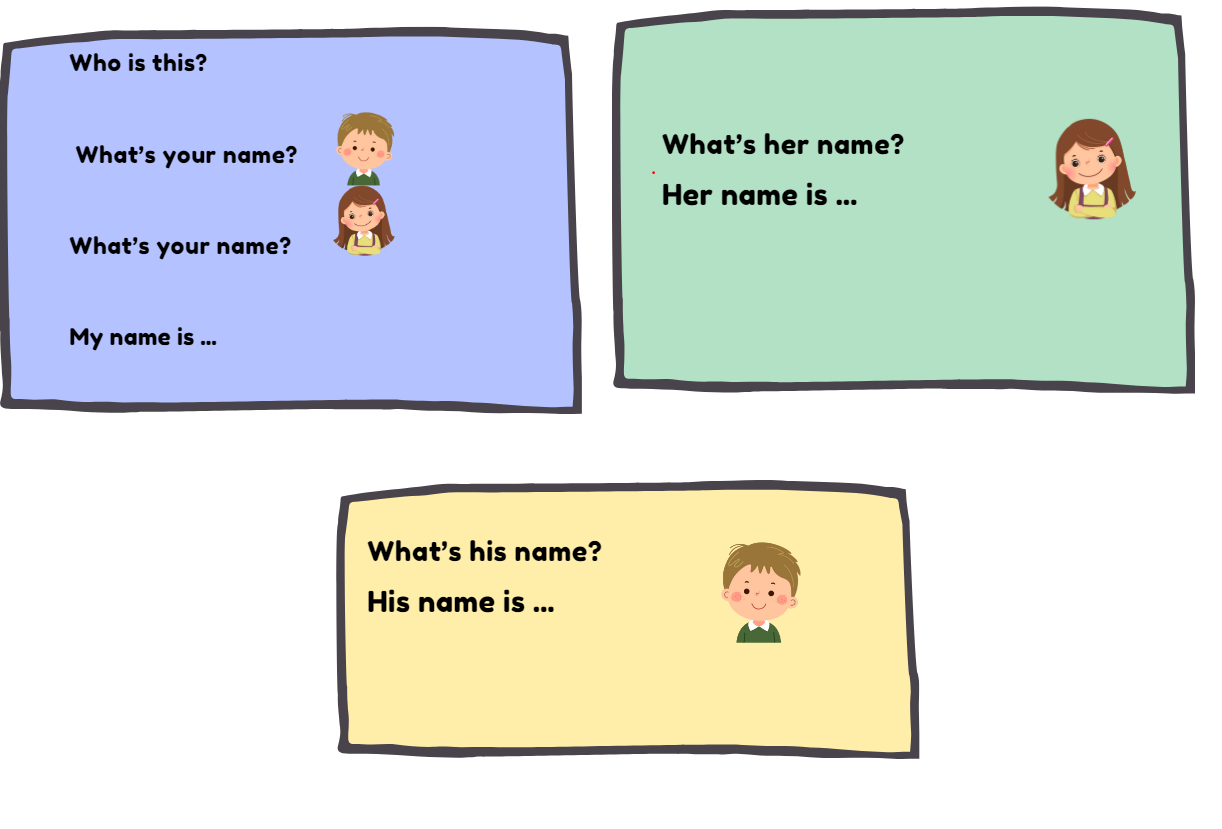 Who is this?
What's your name?
What's your name?
My name is ...
What's her name?
Her name is ...
What's his name?
His name is ...